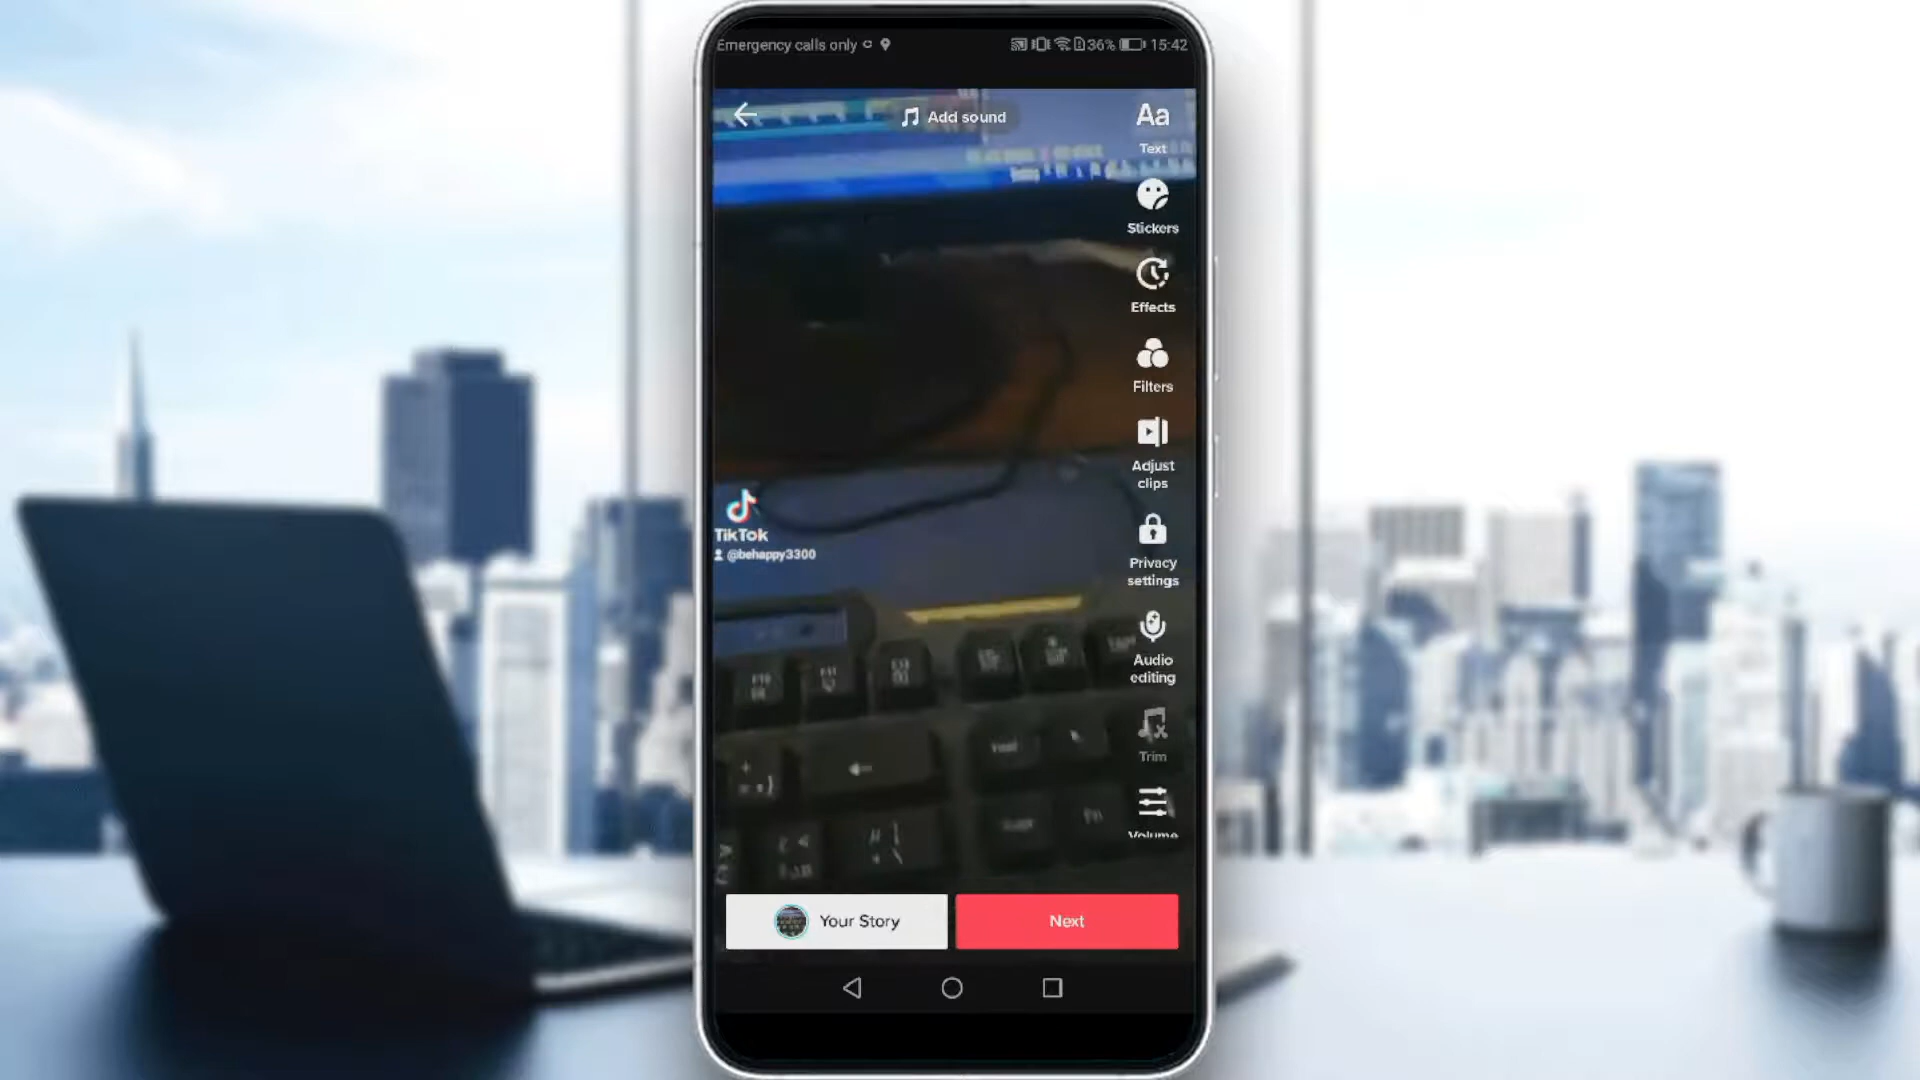 Emergency calls only
36% 15:42
Add sound
Aa
Text
Stickers
Effects
Filters
Adjust
clips
TikTok
@behappy3300
Privacy
settings
Audio
editing
Trim
Volume
Your Story
Next